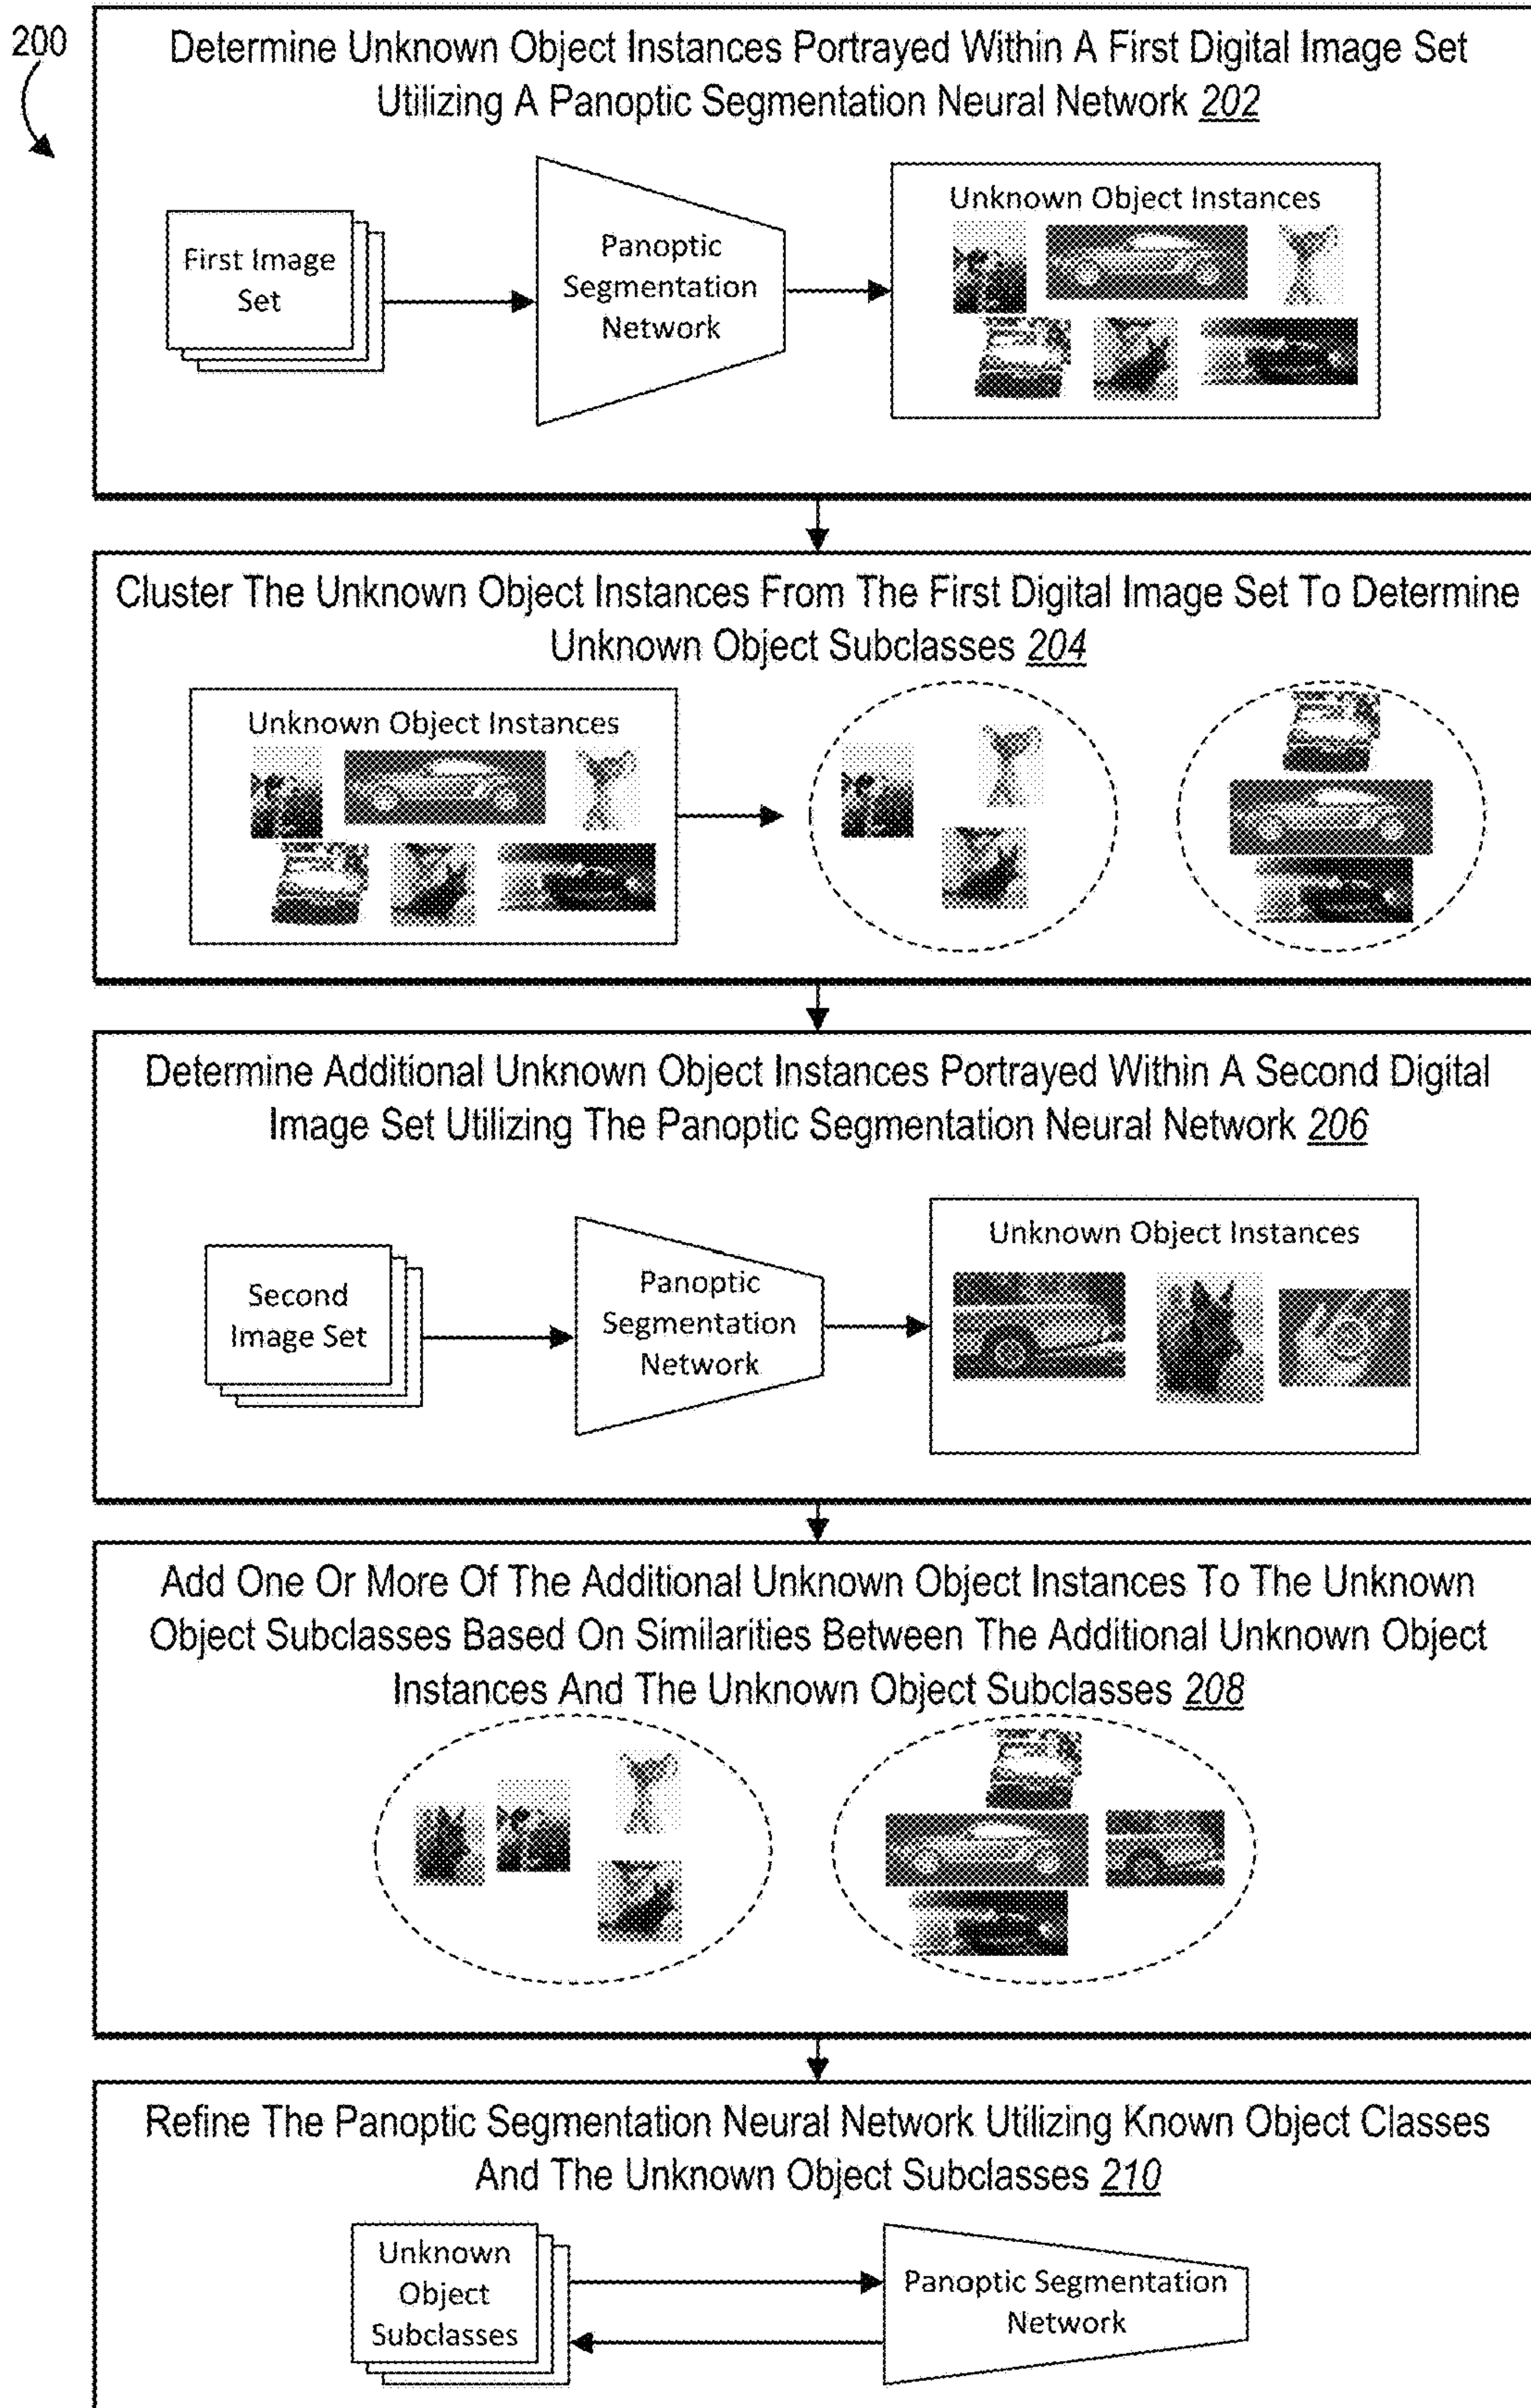 200
Determine Unknown Object Instances Portrayed Within A First Digital Image Set
Utilizing A Panoptic Segmentation Neural Network 202
First Image
Set
Panoptic
Segmentation
Network
Unknown Object Instances
Cluster The Unknown Object Instances From The First Digital Image Set To Determine
Unknown Object Subclasses 204
Unknown Object Instances
Determine Additional Unknown Object Instances Portrayed Within A Second Digital
Image Set Utilizing The Panoptic Segmentation Neural Network 206
Second
Image Set
Panoptic
Segmentation
Network
Unknown Object Instances
Add One Or More Of The Additional Unknown Object Instances To The Unknown
Object Subclasses Based On Similarities Between The Additional Unknown Object
Instances And The Unknown Object Subclasses 208
Refine The Panoptic Segmentation Neural Network Utilizing Known Object Classes
And The Unknown Object Subclasses 210
Unknown
Object
Subclasses
Panoptic Segmentation
Network